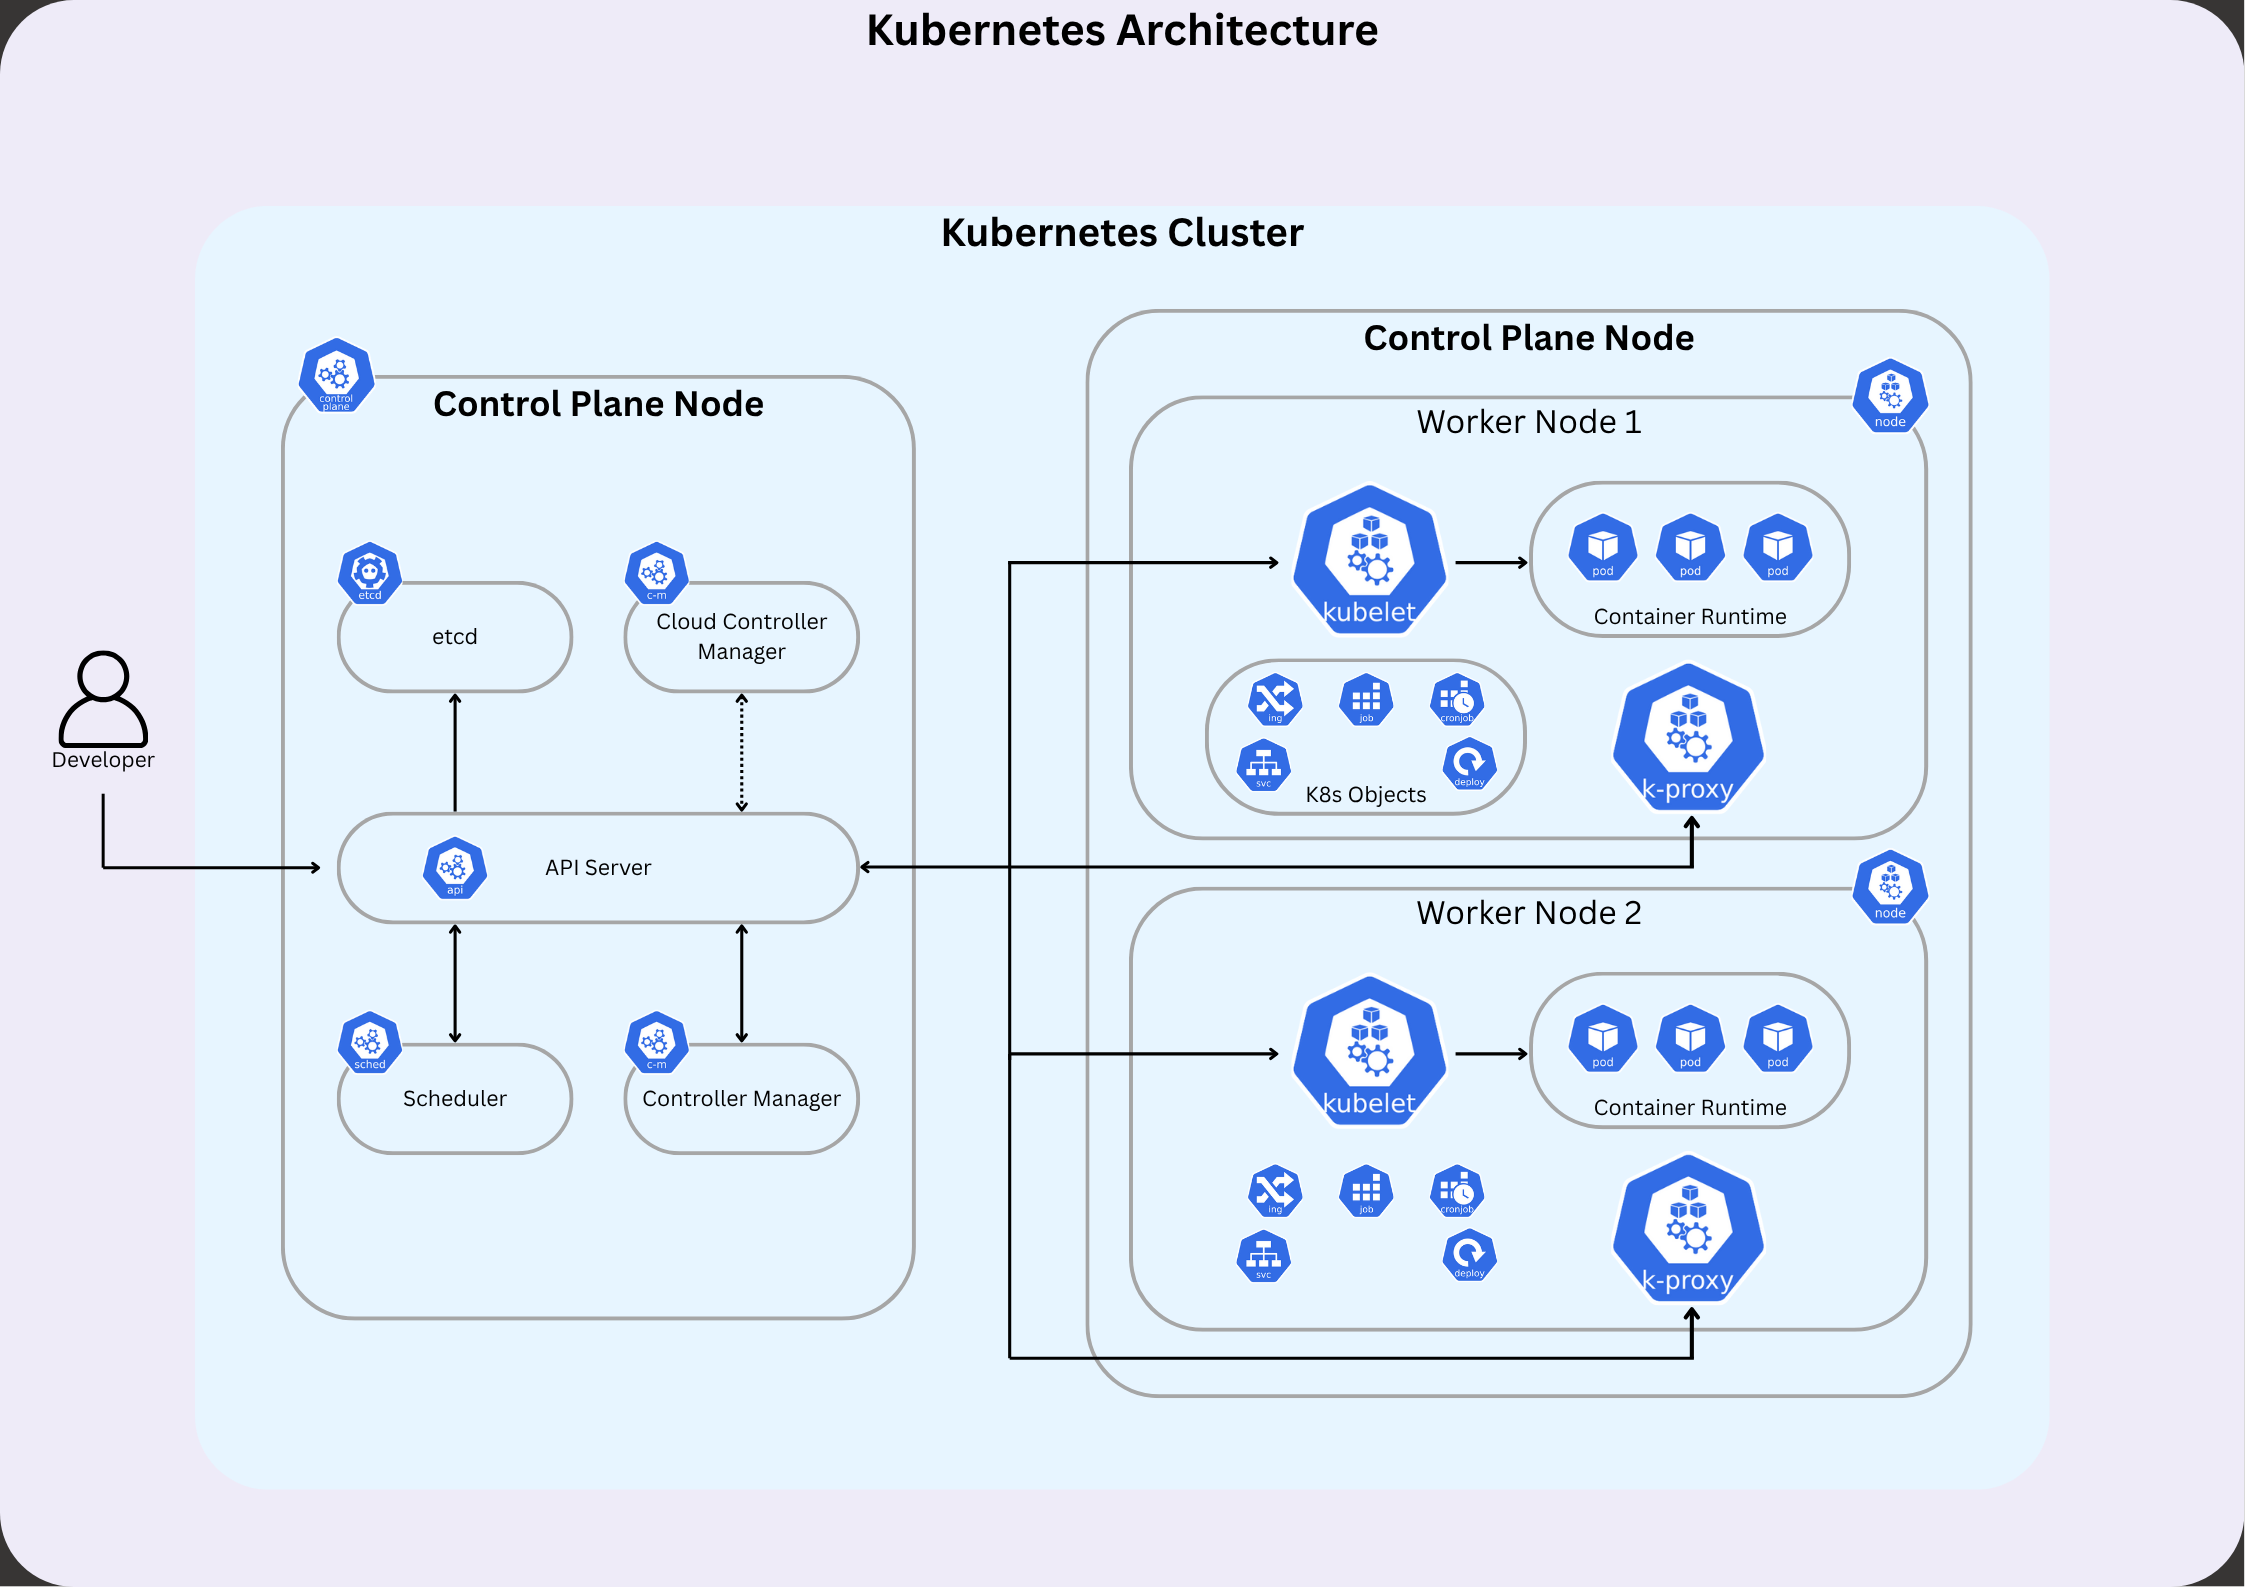 Kubernetes Architecture
Kubernetes Cluster
control
plane
Control Plane Node
etcd
etcd
c-m
Cloud Controller
Manager
Developer
api
API Server
sched
Scheduler
c-m
Controller Manager
Control Plane Node
node
Worker Node 1
kubelet
pod
pod
pod
Container Runtime
ing
job
cronjob
svc
deploy
K8s Objects
k-proxy
node
Worker Node 2
kubelet
pod
pod
pod
Container Runtime
ing
job
cronjob
svc
deploy
k-proxy